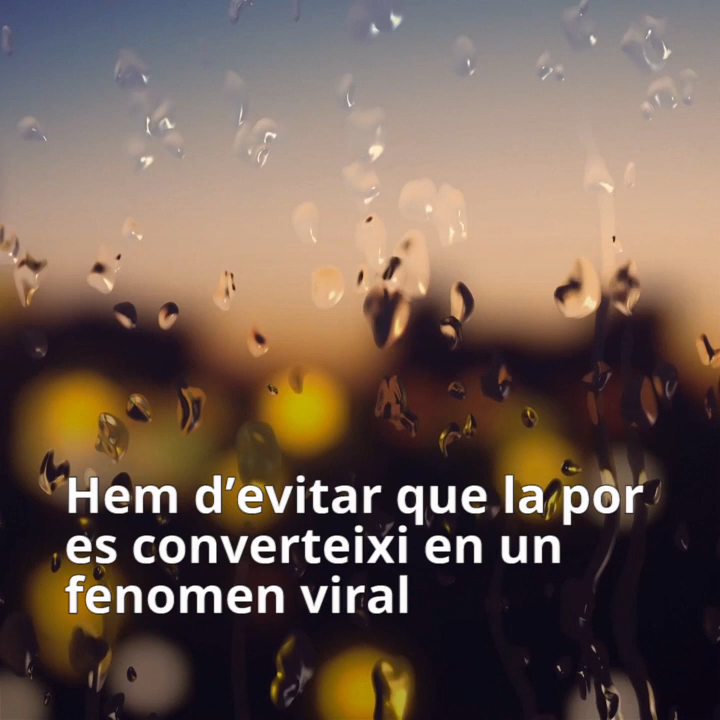 Hem d’evitar que la por
es converteixi en un
fenomen viral